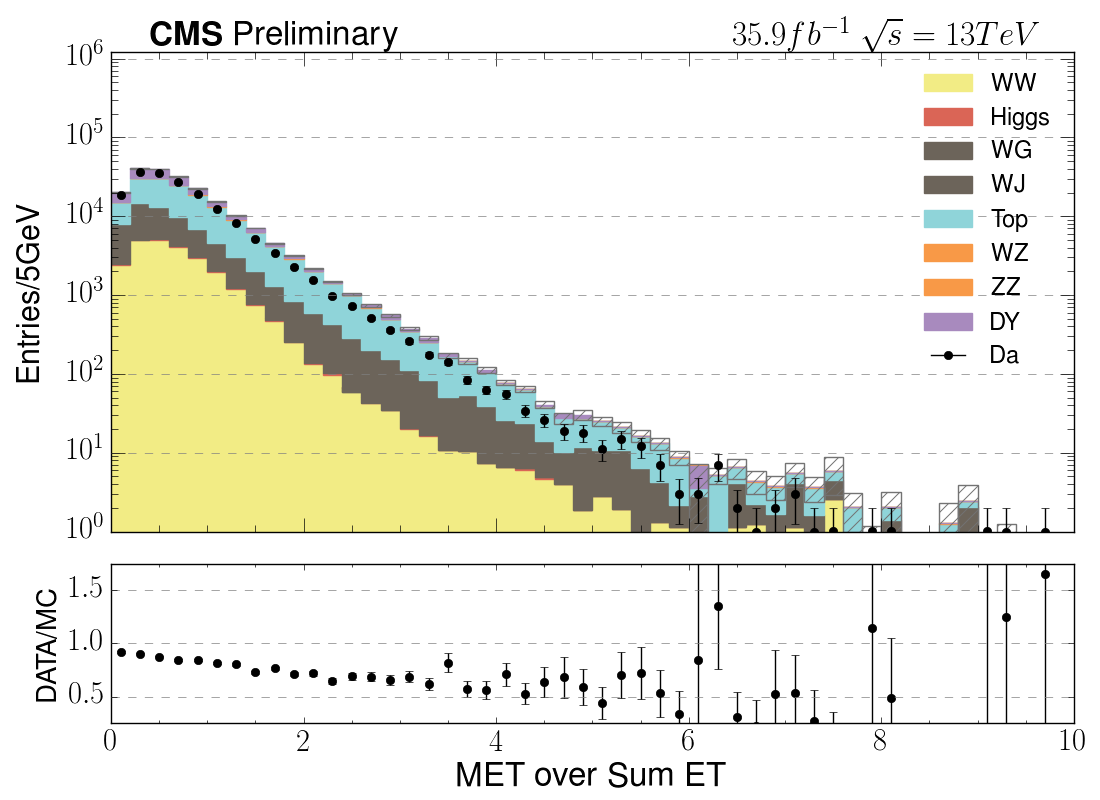 CMS Preliminary 35.9fb⁻¹ √s = 13TeV
10⁶
10⁵
10⁴
10³
10²
10¹
10⁰
Entries/5GeV
WW
Higgs
WG
WJ
Top
WZ
ZZ
DY
Da
1.5
1.0
0.5
DATA/MC
0 2 4 6 8 10
MET over Sum ET